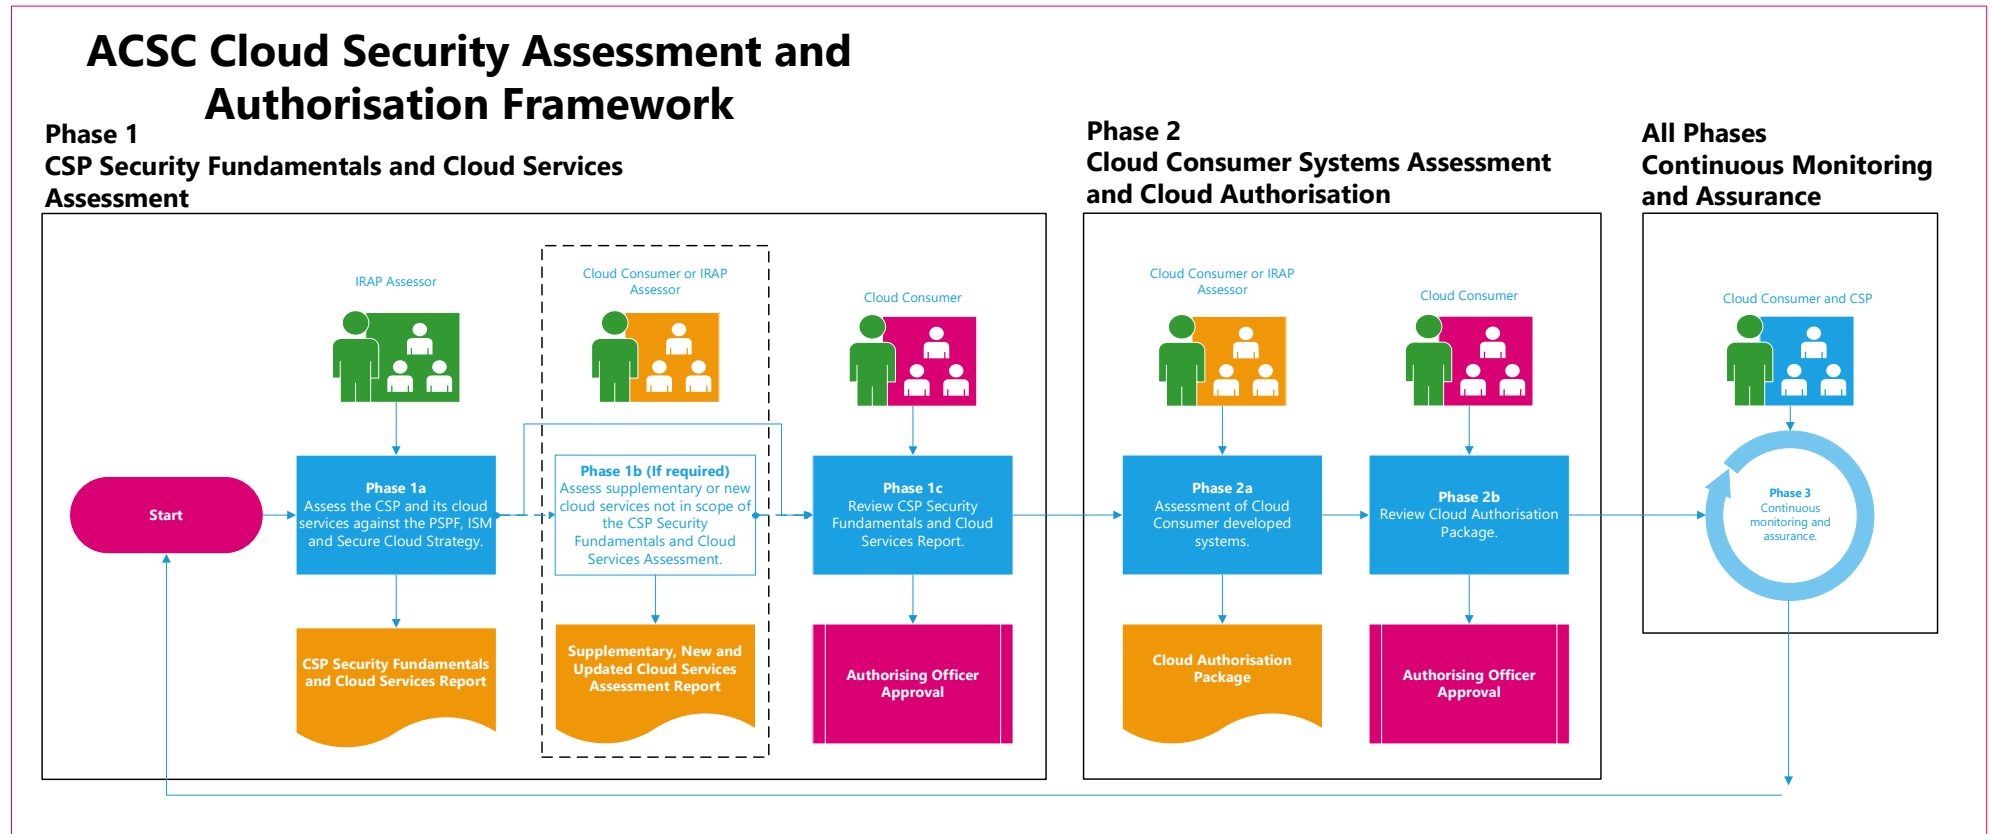 ACSC Cloud Security Assessment and
Authorisation Framework
Phase 1
CSP Security Fundamentals and Cloud Services
Assessment
Phase 2
Cloud Consumer Systems Assessment
and Cloud Authorisation
All Phases
Continuous Monitoring
and Assurance
IRAP Assessor
Cloud Consumer or IRAP
Assessor
Cloud Consumer
Cloud Consumer or IRAP
Assessor
Cloud Consumer
Cloud Consumer and CSP
Start
Phase 1a
Assess the CSP and its cloud
services against the PSPF, ISM
and Secure Cloud Strategy.
Phase 1b (If required)
Assess supplementary or new
cloud services not in scope of
the CSP Security
Fundamentals and Cloud
Services Assessment.
Phase 1c
Review CSP Security
Fundamentals and Cloud
Services Report.
Phase 2a
Assessment of Cloud
Consumer developed
systems.
Phase 2b
Review Cloud Authorisation
Package.
Phase 3
Continuous
monitoring and
assurance.
CSP Security Fundamentals
and Cloud Services Report
Supplementary, New and
Updated Cloud Services
Assessment Report
Authorising Officer
Approval
Cloud Authorisation
Package
Authorising Officer
Approval